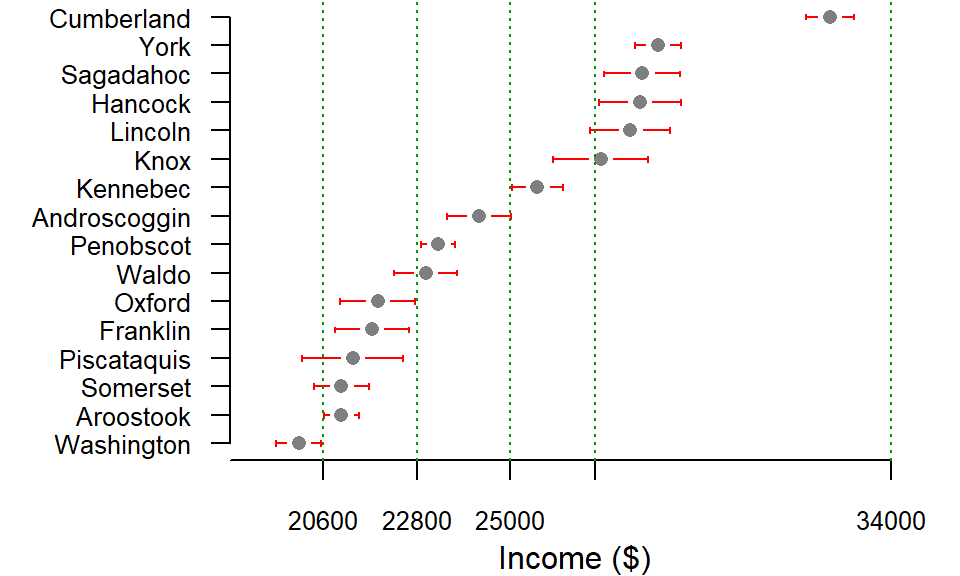 Cumberland
York
Sagadahoc
Hancock
Lincoln
Knox
Kennebec
Androscoggin
Penobscot
Waldo
Oxford
Franklin
Piscataquis
Somerset
Aroostook
Washington
20600 22800 25000 34000
Income ($)